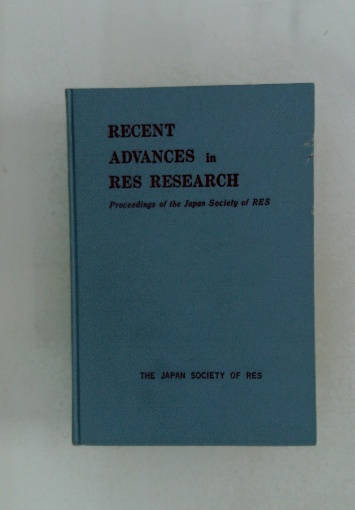 RECENT
ADVANCES in
RES RESEARCH
Proceedings of the Japan Society of RES
THE JAPAN SOCIETY OF RES